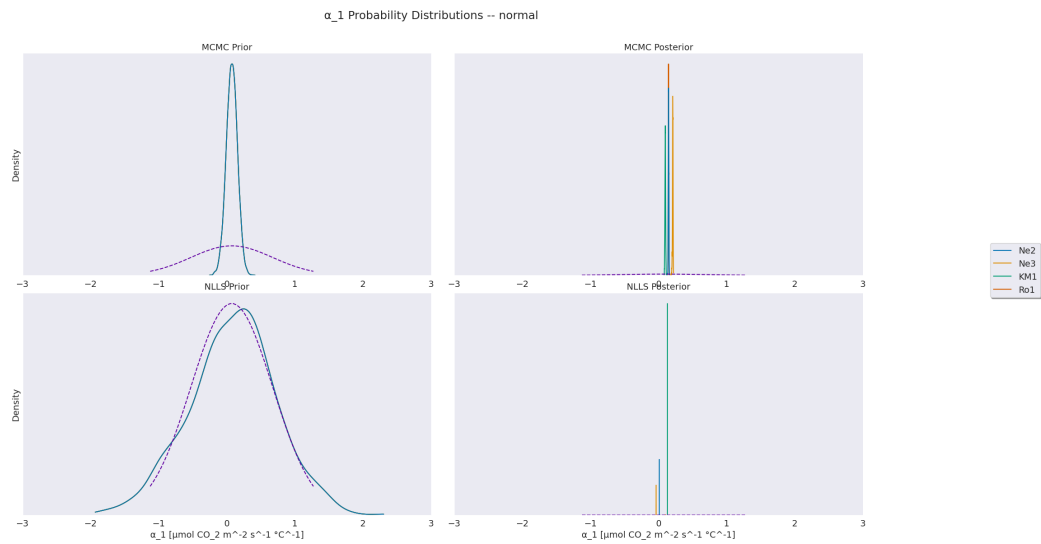 α_1 Probability Distributions -- normal
MCMC Prior
MCMC Posterior
Density
−3 −2 −1 0 1 2 3
−3 −2 −1 0 1 2 3
NLLS Prior
NLLS Posterior
Density
−3 −2 −1 0 1 2 3
−3 −2 −1 0 1 2 3
α_1 [μmol CO_2 m^-2 s^-1 °C^-1]
α_1 [μmol CO_2 m^-2 s^-1 °C^-1]
Ne2
Ne3
KM1
Ro1